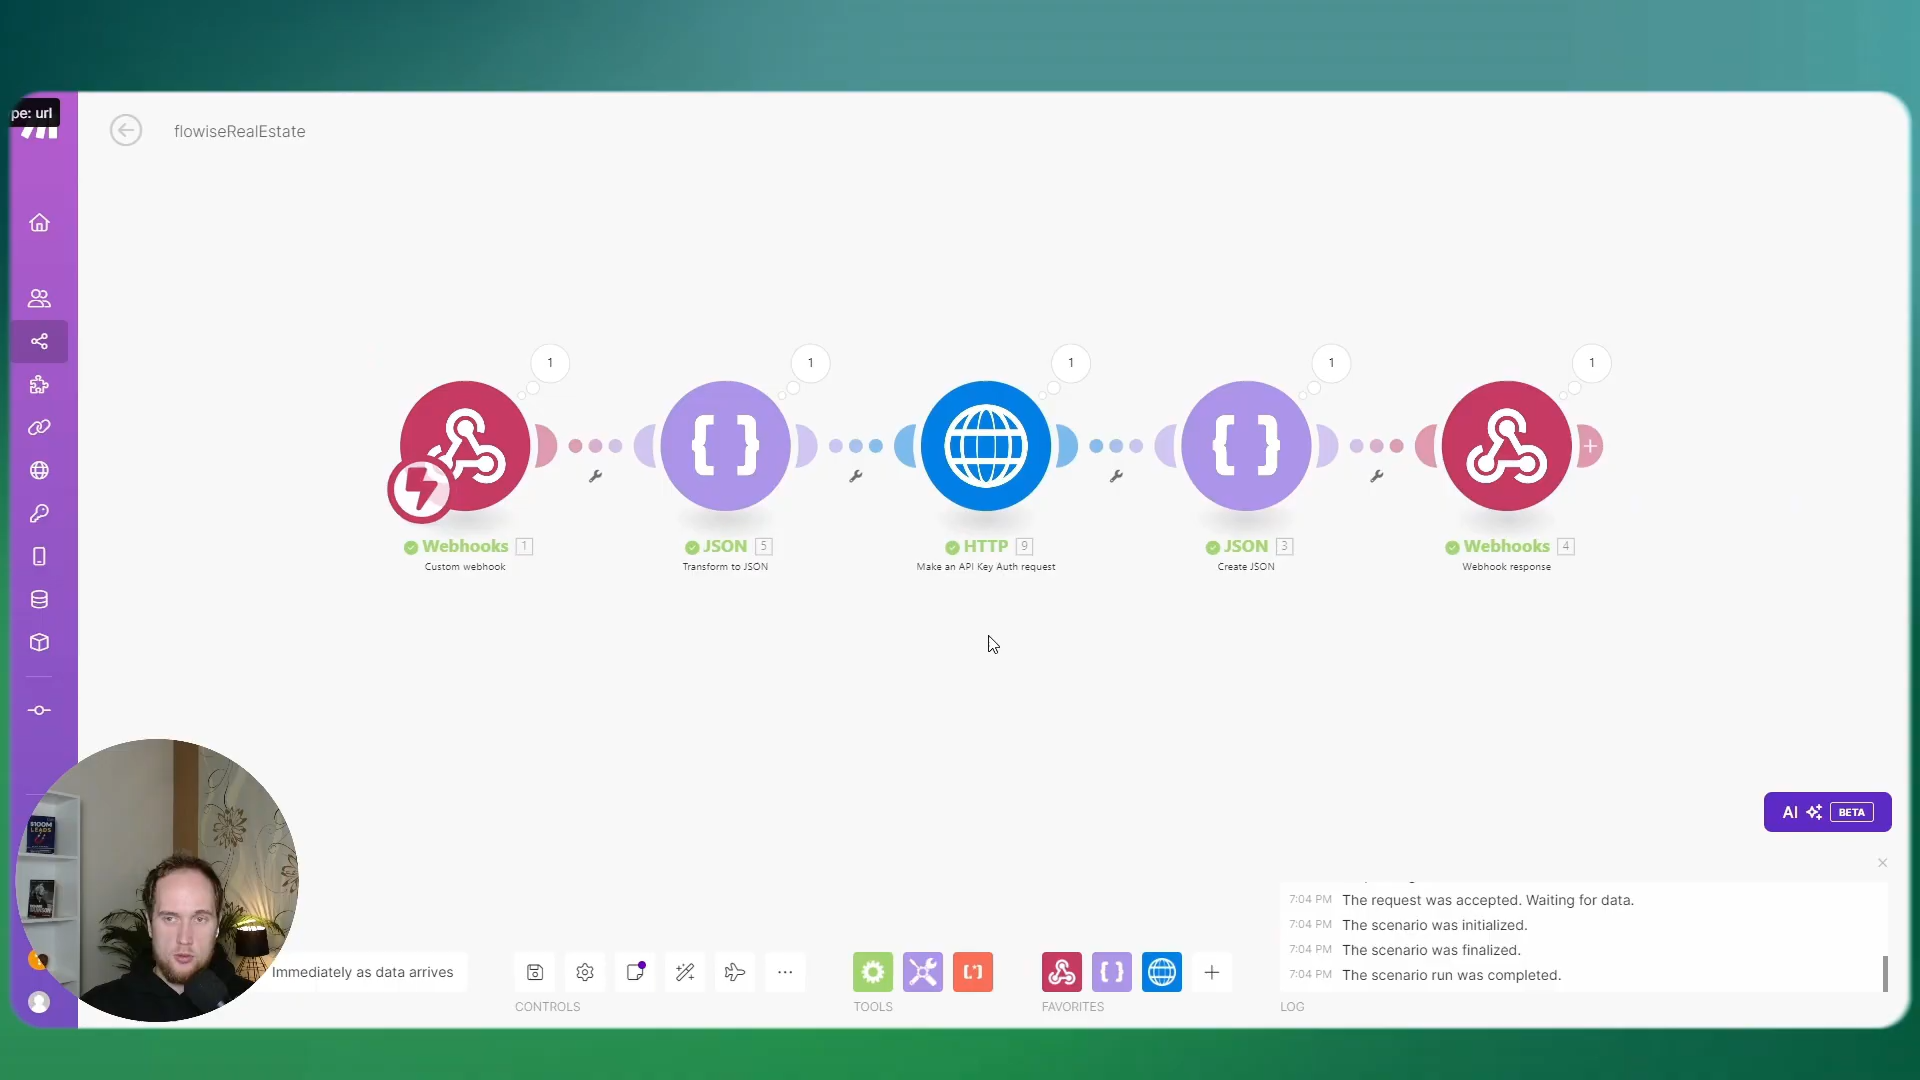 pe: url
flowiseRealEstate
1
1
1
1
1
Webhooks 1
Custom webhook
JSON 5
Transform to JSON
HTTP 9
Make an API Key Auth request
JSON 3
Create JSON
Webhooks 4
Webhook response
AI BETA
$100M
LEADS
7:04 PM The request was accepted. Waiting for data.
7:04 PM The scenario was initialized.
7:04 PM The scenario was finalized.
7:04 PM The scenario run was completed.
Immediately as data arrives
CONTROLS
TOOLS
FAVORITES
LOG